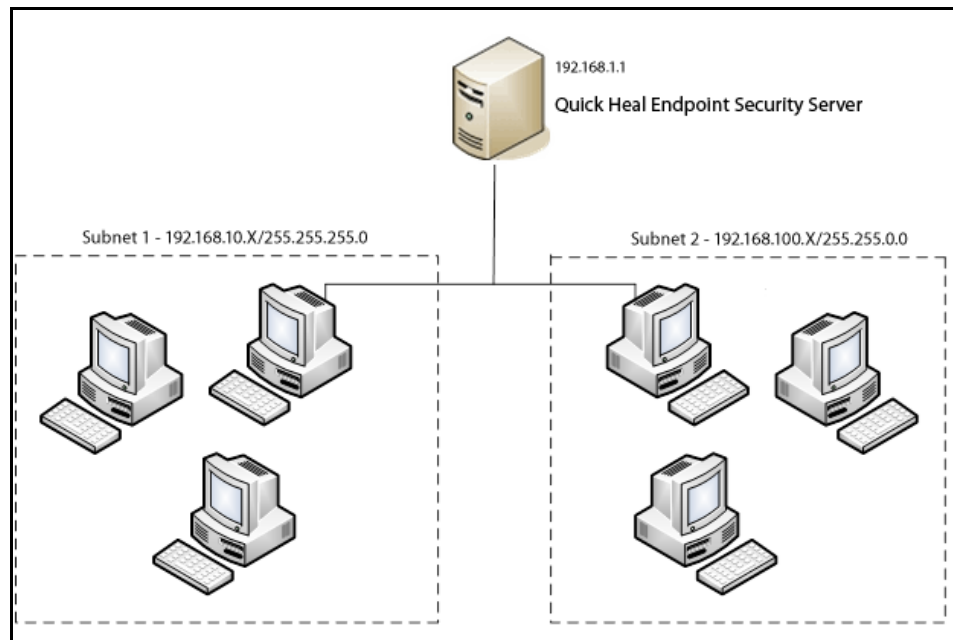 192.168.1.1
Quick Heal Endpoint Security Server
Subnet 1 - 192.168.10.X/255.255.255.0
Subnet 2 - 192.168.100.X/255.255.0.0